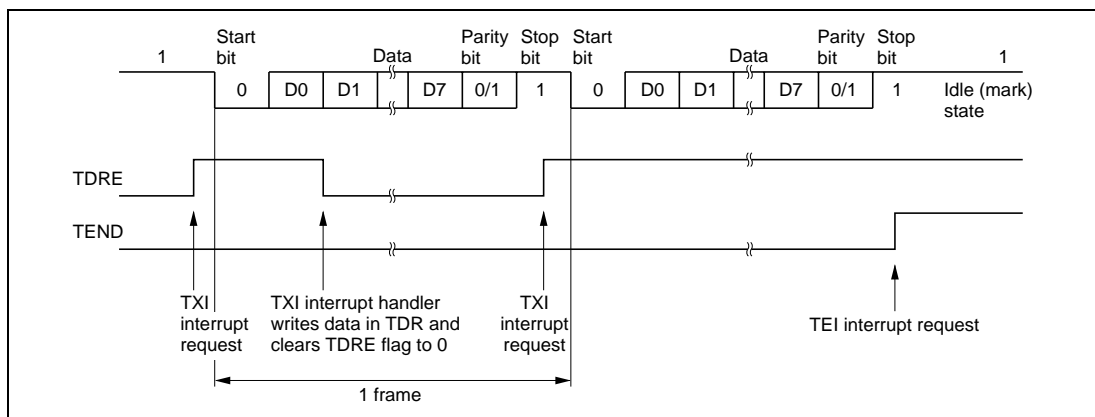 Start bit
Data
Parity bit
Stop bit
Start bit
Data
Parity bit
Stop bit
1
1
0 D0 D1 D7 0/1 1 0 D0 D1 D7 0/1 1 Idle (mark) state
TDRE
TEND
TXI interrupt request
TXI interrupt handler
writes data in TDR and
clears TDRE flag to 0
TXI interrupt request
TEI interrupt request
1 frame